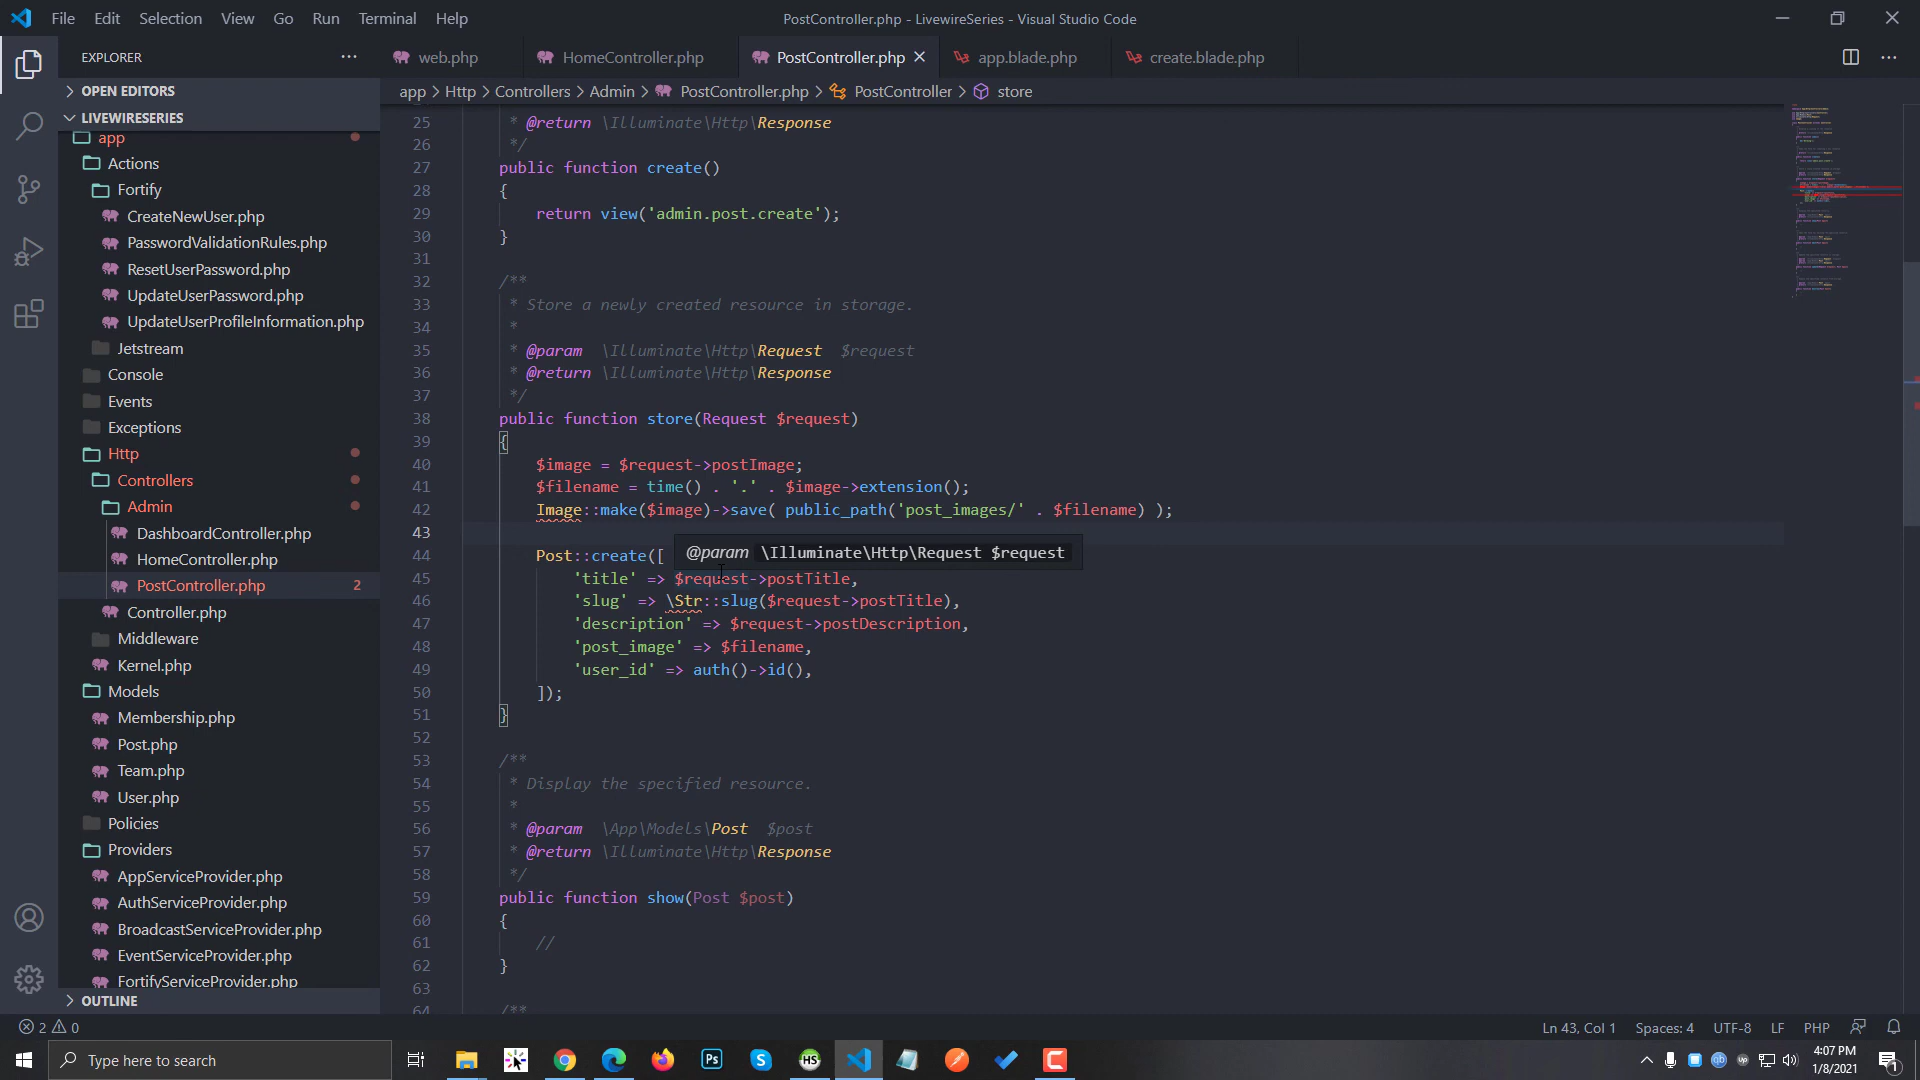 File Edit Selection View Go Run Terminal Help
PostController.php - LivewireSeries - Visual Studio Code
EXPLORER
web.php
HomeController.php
PostController.php
app.blade.php
create.blade.php
app > Http > Controllers > Admin > PostController.php > PostController > store
OPEN EDITORS
LIVEWIRESERIES
app
Actions
Fortify
CreateNewUser.php
PasswordValidationRules.php
ResetUserPassword.php
UpdateUserPassword.php
UpdateUserProfileInformation.php
Jetstream
Console
Events
Exceptions
Http
Controllers
Admin
DashboardController.php
HomeController.php
PostController.php 2
Controller.php
Middleware
Kernel.php
Models
Membership.php
Post.php
Team.php
User.php
Policies
Providers
AppServiceProvider.php
AuthServiceProvider.php
BroadcastServiceProvider.php
EventServiceProvider.php
FortifyServiceProvider.php
OUTLINE
25 * @return \Illuminate\Http\Response
26 */
27 public function create()
28 {
29 return view('admin.post.create');
30 }
31
32 /**
33 * Store a newly created resource in storage.
34 *
35 * @param \Illuminate\Http\Request $request
36 * @return \Illuminate\Http\Response
37 */
38 public function store(Request $request)
39 {
40 $image = $request->postImage;
41 $filename = time() . '.' . $image->extension();
42 Image::make($image)->save( public_path('post_images/' . $filename) );
43
@param \Illuminate\Http\Request $request
44 Post::create([
45 'title' => $request->postTitle,
46 'slug' => \Str::slug($request->postTitle),
47 'description' => $request->postDescription,
48 'post_image' => $filename,
49 'user_id' => auth()->id(),
50 ]);
51 }
52
53 /**
54 * Display the specified resource.
55 *
56 * @param \App\Models\Post $post
57 * @return \Illuminate\Http\Response
58 */
59 public function show(Post $post)
60 {
61 //
62 }
63
64 /**
2 0
Ln 43, Col 1 Spaces: 4 UTF-8 LF PHP
Type here to search
Ps
HS
4:07 PM
1/8/2021
1